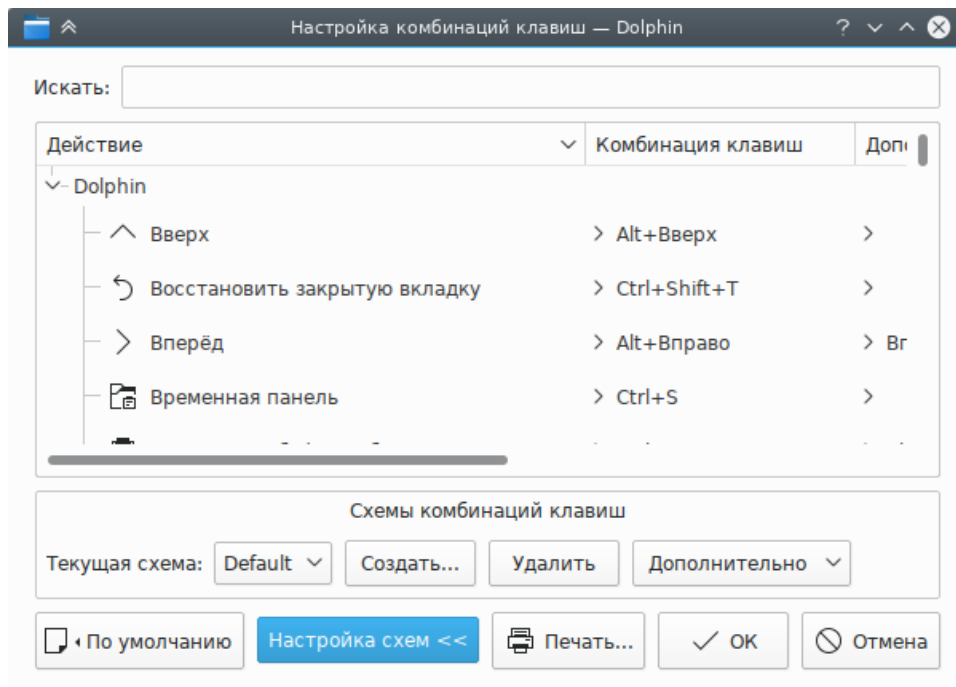 Настройка комбинаций клавиш — Dolphin
Искать:
Действие Комбинация клавиш
Dolphin
Вверх Alt+Вверх
Восстановить закрытую вкладку Ctrl+Shift+T
Вперёд Alt+Вправо
Временная панель Ctrl+S
Схемы комбинаций клавиш
Текущая схема: Default Создать... Удалить Дополнительно
По умолчанию Настройка схем << Печать... ОК Отмена